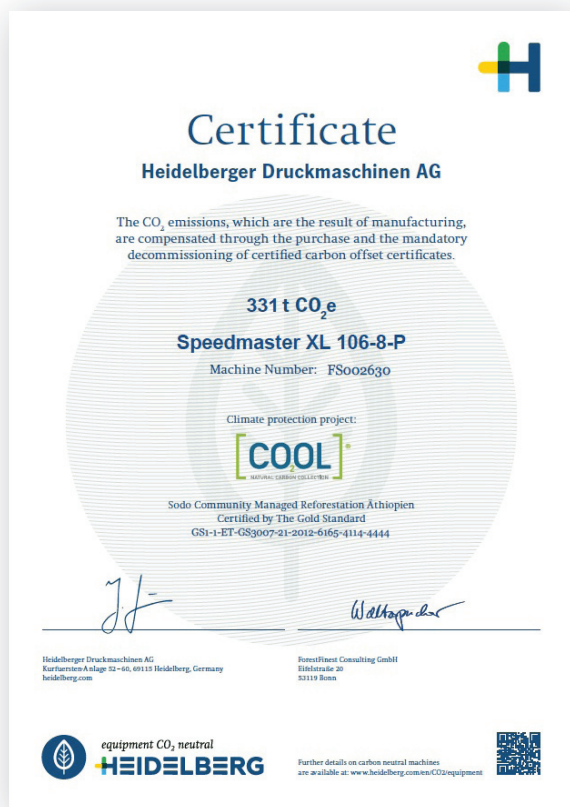 Certificate
Heidelberger Druckmaschinen AG
The CO₂ emissions, which are the result of manufacturing,
are compensated through the purchase and the mandatory
decommissioning of certified carbon offset certificates.
331 t CO₂e
Speedmaster XL 106-8-P
Machine Number: FS002630
Climate protection project:
[CO₂OL]®
NATURAL CARBON COLLECTION
Sodo Community Managed Reforestation Äthiopien
Certified by The Gold Standard
GS1-1-ET-GS3007-21-2012-6165-4114-4444
Heidelberger Druckmaschinen AG
Kurfuersten-Anlage 52–60, 69115 Heidelberg, Germany
heidelberg.com
ForestFinest Consulting GmbH
Eifelstraße 20
53119 Bonn
equipment CO₂ neutral
HEIDELBERG
Further details on carbon neutral machines
are available at: www.heidelberg.com/en/CO2/equipment